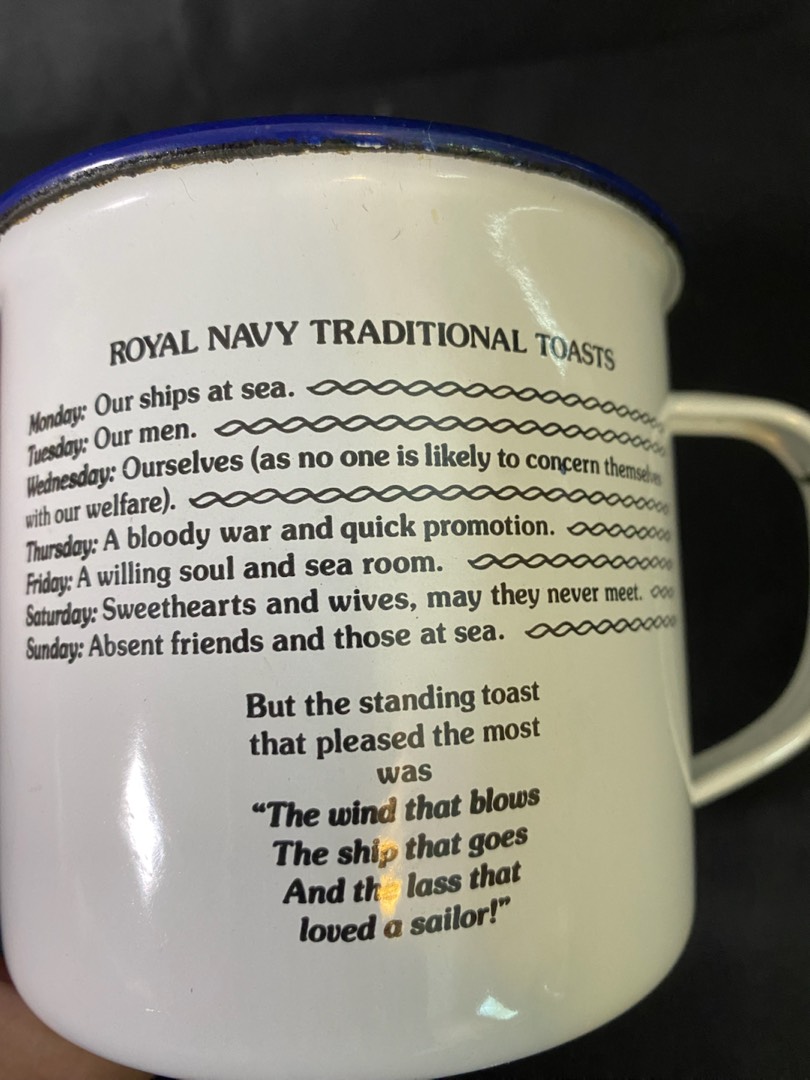 ROYAL NAVY TRADITIONAL TOASTS
Monday: Our ships at sea.
Tuesday: Our men.
Wednesday: Ourselves (as no one is likely to concern themselves
with our welfare).
Thursday: A bloody war and quick promotion.
Friday: A willing soul and sea room.
Saturday: Sweethearts and wives, may they never meet.
Sunday: Absent friends and those at sea.
But the standing toast
that pleased the most
was
“The wind that blows
The ship that goes
And the lass that
loved a sailor!”